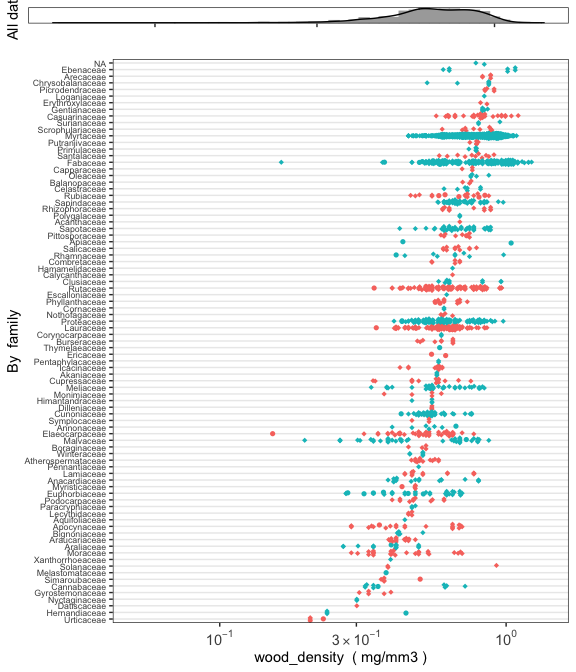 All dat
By family
NA
Ebenaceae
Arecaceae
Chrysobalanaceae
Picrodendraceae
Loganiaceae
Erythroxylaceae
Gentianaceae
Casuarinaceae
Surianaceae
Scrophulariaceae
Myrtaceae
Putranjivaceae
Primulaceae
Santalaceae
Fabaceae
Capparaceae
Oleaceae
Balanopaceae
Celastraceae
Rubiaceae
Sapindaceae
Rhizophoraceae
Polygalaceae
Acanthaceae
Sapotaceae
Pittosporaceae
Apiaceae
Salicaceae
Rhamnaceae
Combretaceae
Hamamelidaceae
Calycanthaceae
Clusiaceae
Rutaceae
Escalloniaceae
Phyllanthaceae
Cornaceae
Nothofagaceae
Proteaceae
Lauraceae
Corynocarpaceae
Burseraceae
Thymelaeaceae
Ericaceae
Pentaphylacaceae
Icacinaceae
Akaniaceae
Cupressaceae
Meliaceae
Monimiaceae
Himantandraceae
Dilleniaceae
Cunoniaceae
Symplocaceae
Annonaceae
Elaeocarpaceae
Malvaceae
Boraginaceae
Winteraceae
Atherospermataceae
Pennantiaceae
Lamiaceae
Anacardiaceae
Myristicaceae
Euphorbiaceae
Podocarpaceae
Paracryphiaceae
Lecythidaceae
Aquifoliaceae
Apocynaceae
Bignoniaceae
Araucariaceae
Araliaceae
Moraceae
Xanthorrhoeaceae
Solanaceae
Melastomataceae
Simaroubaceae
Cannabaceae
Gyrostemonaceae
Nyctaginaceae
Datiscaceae
Hernandiaceae
Urticaceae
10⁻¹ 3×10⁻¹ 10⁰
wood_density ( mg/mm3 )